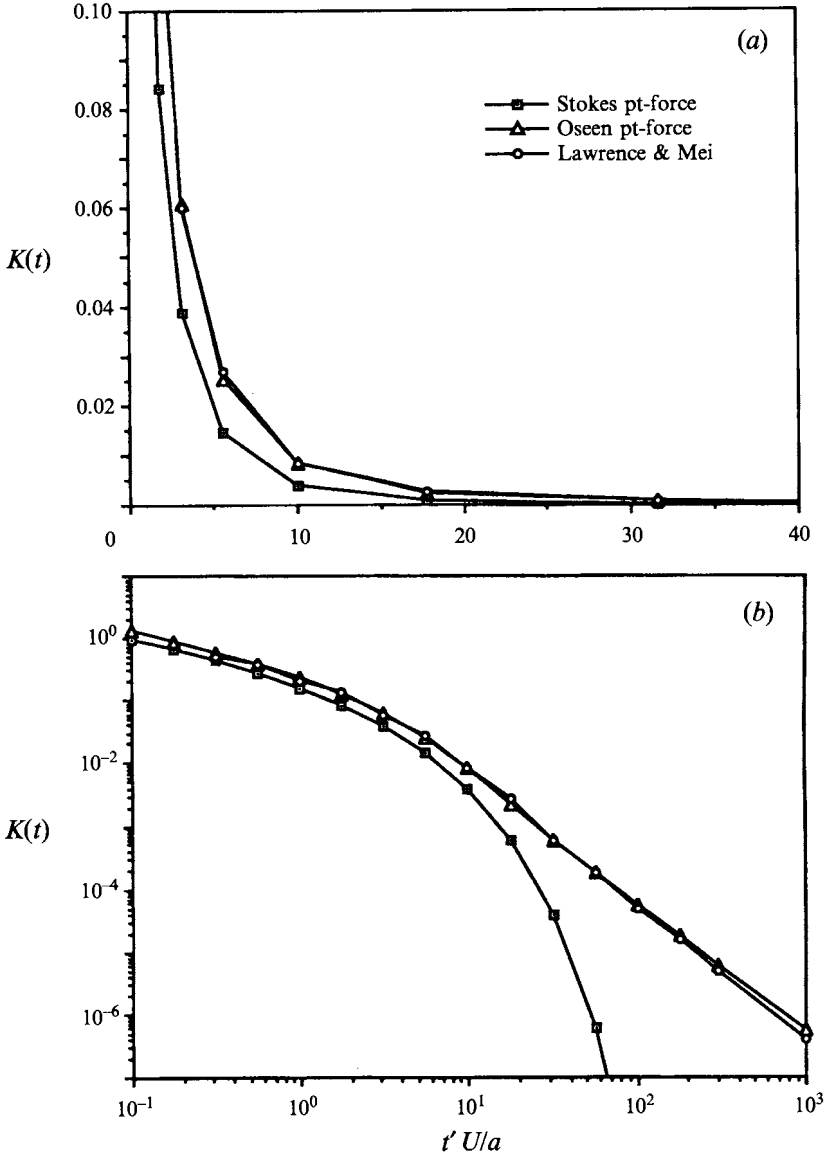 0.10
(a)
0.08
Stokes pt-force
Oseen pt-force
Lawrence & Mei
0.06
K(t)
0.04
0.02
0 10 20 30 40
(b)
10⁰
10⁻²
K(t)
10⁻⁴
10⁻⁶
10⁻¹ 10⁰ 10¹ 10² 10³
t′ U/a